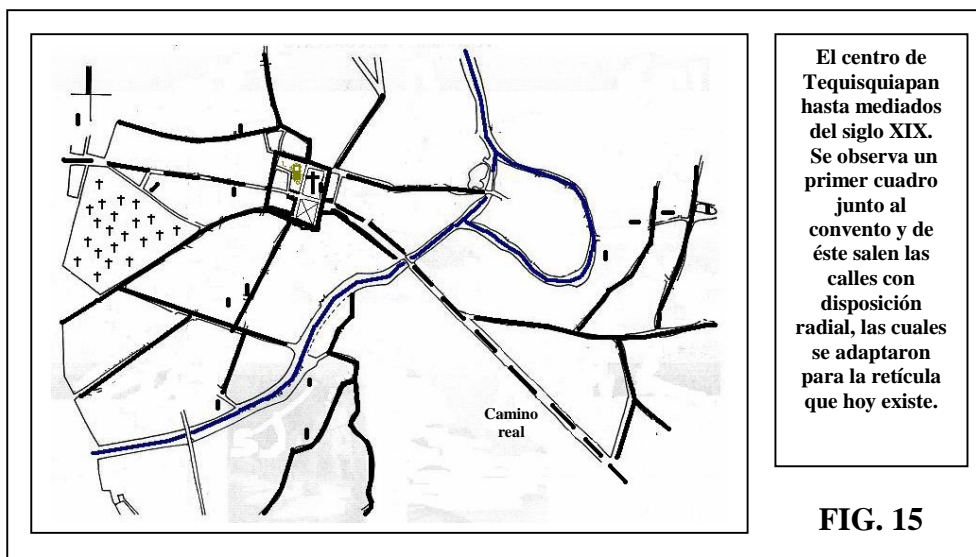 El centro de
Tequisquiapan
hasta mediados
del siglo XIX.
Se observa un
primer cuadro
junto al
convento y de
éste salen las
calles con
disposición
radial, las cuales
se adaptaron
para la retícula
que hoy existe.
Camino
real
FIG. 15